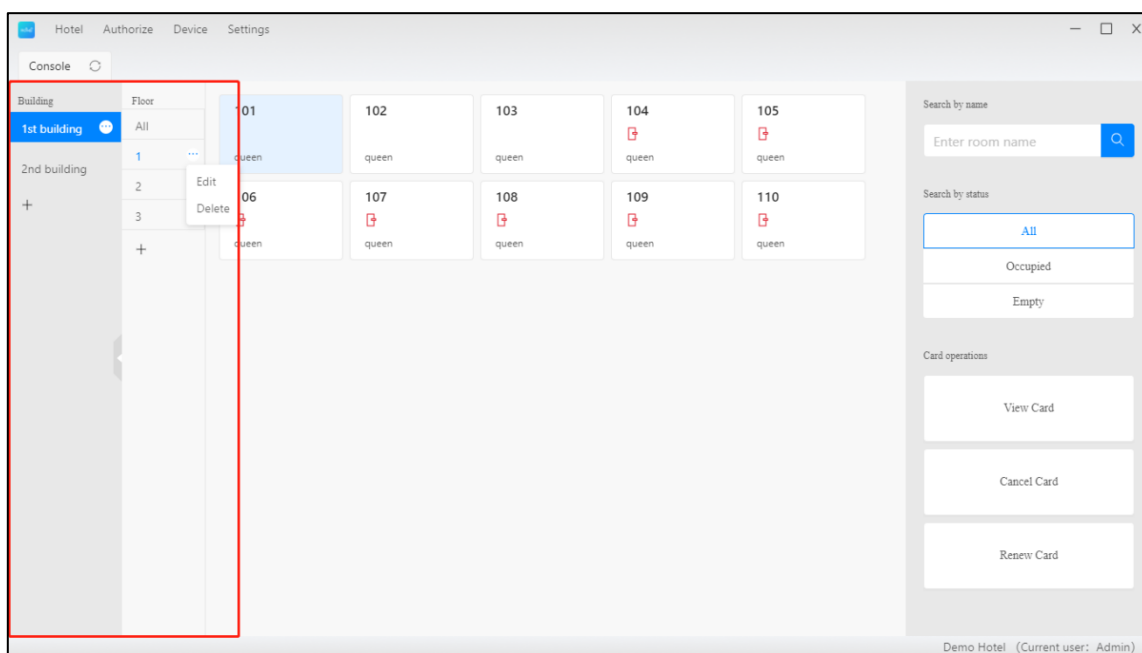 Hotel Authorize Device Settings
Console
Building
1st building
2nd building
+
Floor
All
1 ...
2
3
+
Edit
Delete
101
queen
102
queen
103
queen
104
queen
105
queen
106
queen
107
queen
108
queen
109
queen
110
queen
Search by name
Enter room name
Search by status
All
Occupied
Empty
Card operations
View Card
Cancel Card
Renew Card
Demo Hotel (Current user: Admin)